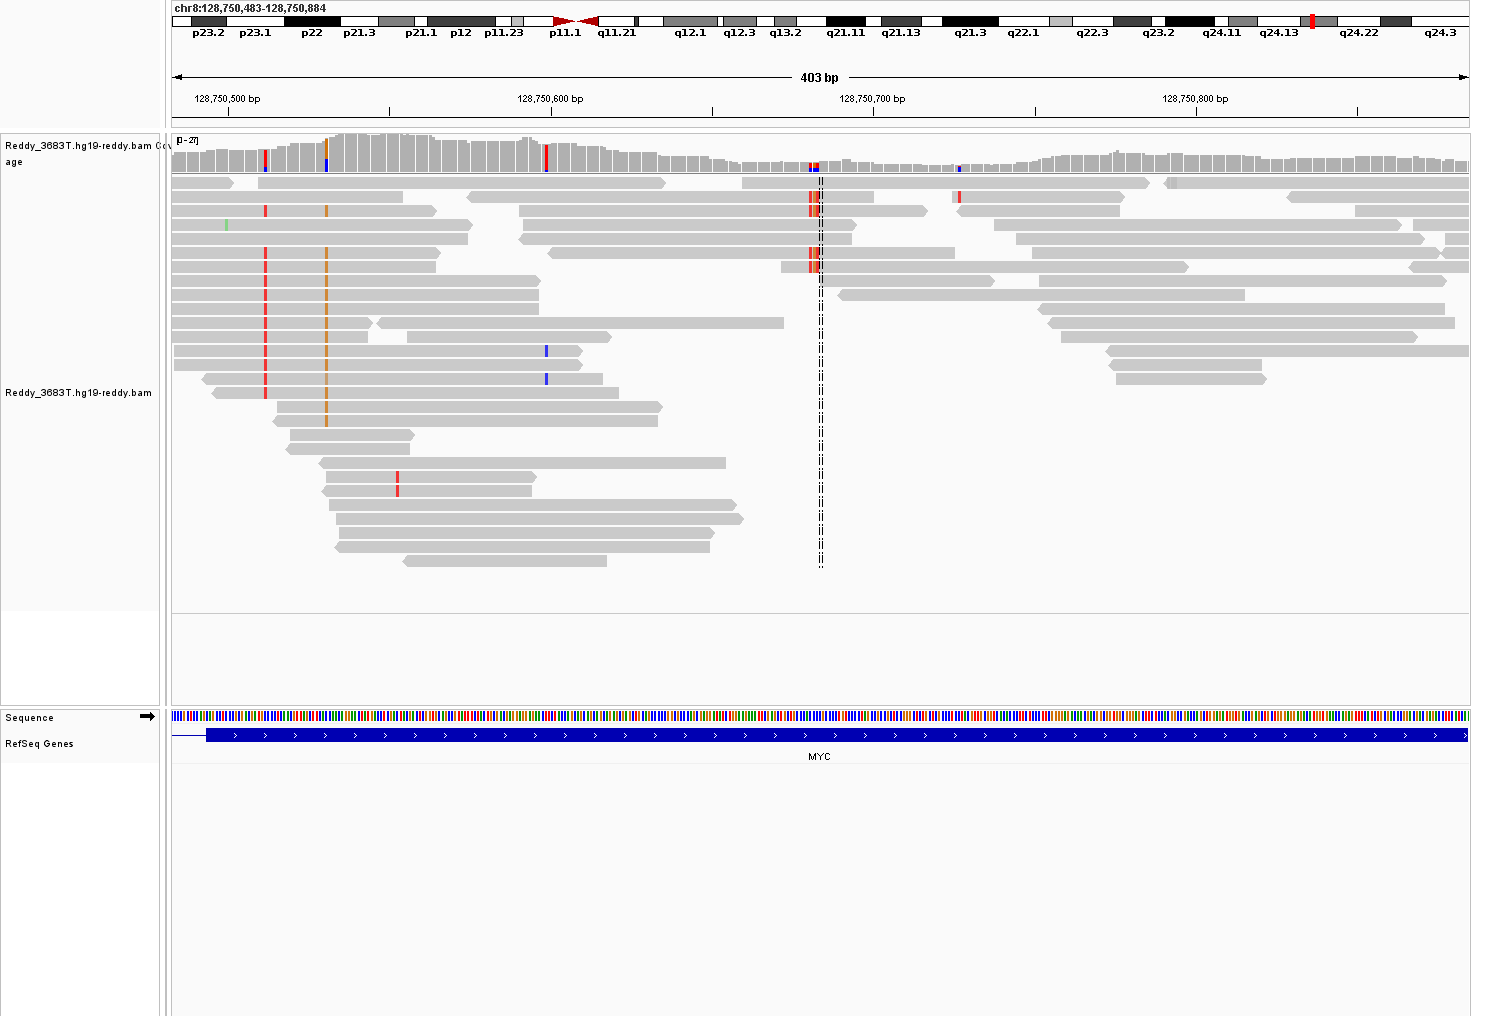 chr8:128,750,483-128,750,884
p23.2 p23.1 p22 p21.3 p21.1 p12 p11.23 p11.1 q11.21 q12.1 q12.3 q13.2 q21.11 q21.13 q21.3 q22.1 q22.3 q23.2 q24.11 q24.13 q24.22 q24.3
403 bp
128,750,500 bp 128,750,600 bp 128,750,700 bp 128,750,800 bp
[0 - 27]
Reddy_3683T.hg19-reddy.bam Cov
age
Reddy_3683T.hg19-reddy.bam
Sequence
RefSeq Genes
MYC